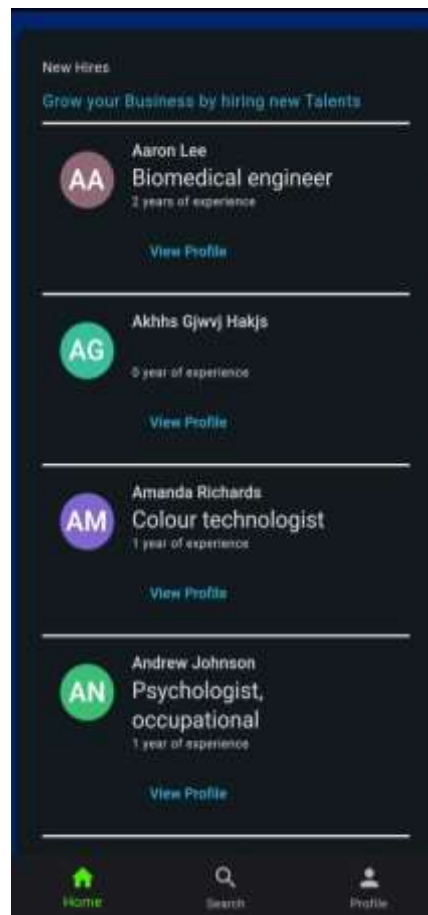 New Hires
Grow your Business by hiring new Talents
AA
Aaron Lee
Biomedical engineer
2 years of experience
View Profile
AG
Akhhs Gjwvj Hakjs
0 year of experience
View Profile
AM
Amanda Richards
Colour technologist
1 year of experience
View Profile
AN
Andrew Johnson
Psychologist,
occupational
1 year of experience
View Profile
Home
Search
Profile